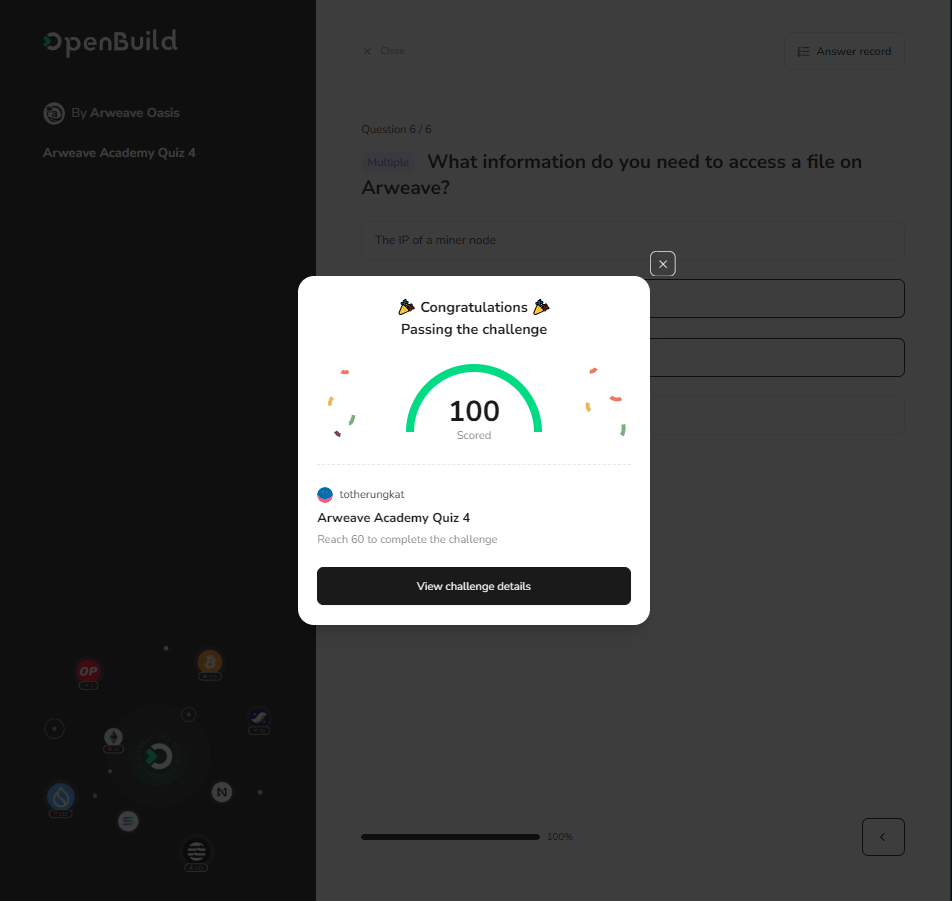 OpenBuild
By Arweave Oasis
Arweave Academy Quiz 4
Close
Answer record
Question 6 / 6
Multiple What information do you need to access a file on
Arweave?
The IP of a miner node
Congratulations
Passing the challenge
100
Scored
totherungkat
Arweave Academy Quiz 4
Reach 60 to complete the challenge
View challenge details
OP
100%